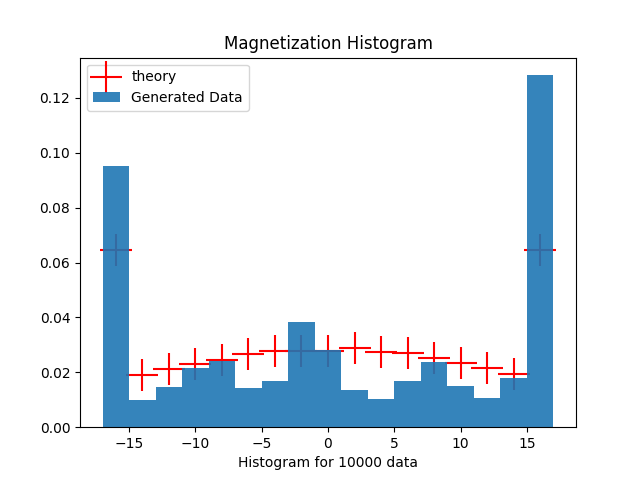 Magnetization Histogram
theory
Generated Data
0.12
0.10
0.08
0.06
0.04
0.02
0.00
−15 −10 −5 0 5 10 15
Histogram for 10000 data